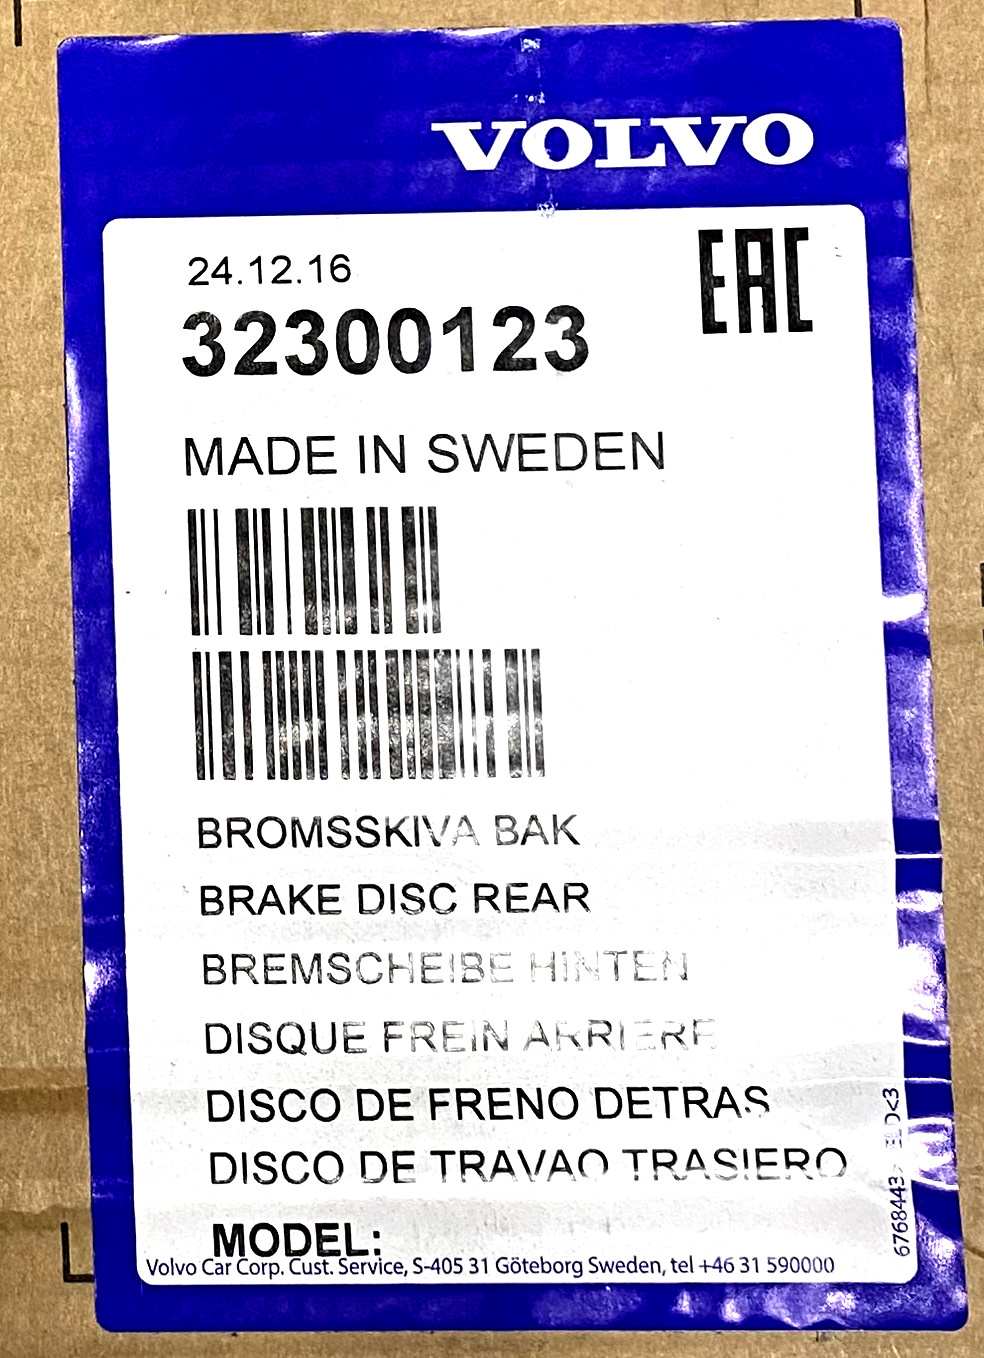 VOLVO
24.12.16
EAC
32300123
MADE IN SWEDEN
BROMSSKIVA BAK
BRAKE DISC REAR
BREMSCHEIBE HINTEN
DISQUE FREIN ARRIERE
DISCO DE FRENO DETRAS
DISCO DE TRAVAO TRASIERO
MODEL:
Volvo Car Corp. Cust. Service, S-405 31 Göteborg Sweden, tel +46 31 590000
6768443